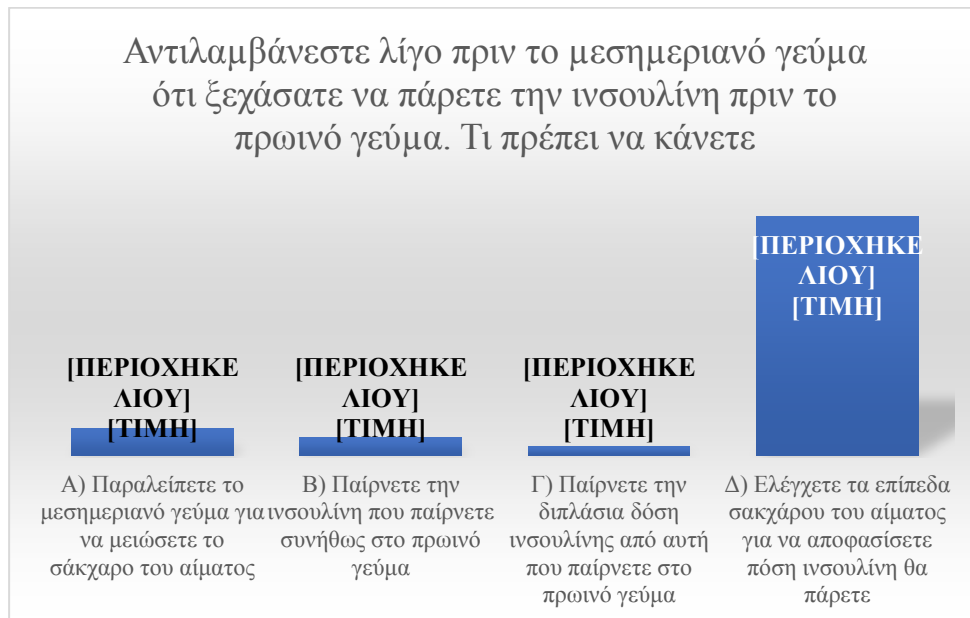 Αντιλαμβάνεστε λίγο πριν το μεσημεριανό γεύμα
ότι ξεχάσατε να πάρετε την ινσουλίνη πριν το
πρωινό γεύμα. Τι πρέπει να κάνετε
[ΠΕΡΙΟΧΗΚΕ
ΛΙΟΥ]
[ΤΙΜΗ]
[ΠΕΡΙΟΧΗΚΕ
ΛΙΟΥ]
[ΤΙΜΗ]
[ΠΕΡΙΟΧΗΚΕ
ΛΙΟΥ]
[ΤΙΜΗ]
[ΠΕΡΙΟΧΗΚΕ
ΛΙΟΥ]
[ΤΙΜΗ]
Α) Παραλείπετε το
μεσημεριανό γεύμα για
να μειώσετε το
σάκχαρο του αίματος
Β) Παίρνετε την
ινσουλίνη που παίρνετε
συνήθως στο πρωινό
γεύμα
Γ) Παίρνετε την
διπλάσια δόση
ινσουλίνης από αυτή
που παίρνετε στο
πρωινό γεύμα
Δ) Ελέγχετε τα επίπεδα
σακχάρου του αίματος
για να αποφασίσετε
πόση ινσουλίνη θα
πάρετε